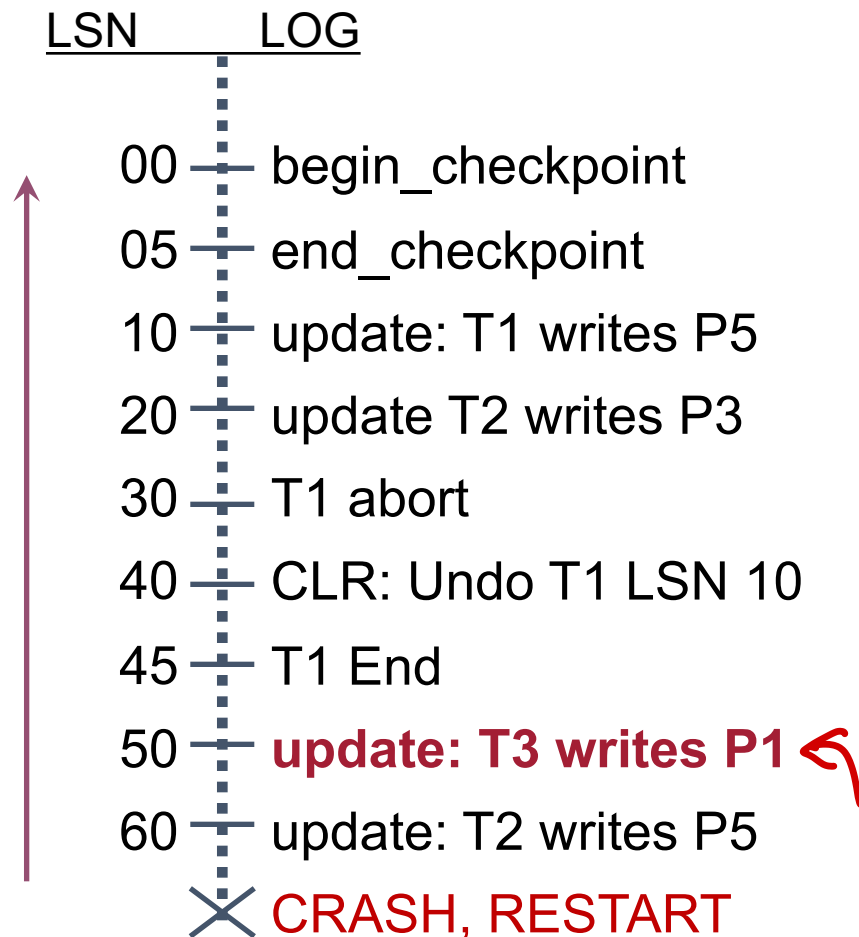 LSN LOG
00 begin_checkpoint
05 end_checkpoint
10 update: T1 writes P5
20 update T2 writes P3
30 T1 abort
40 CLR: Undo T1 LSN 10
45 T1 End
50 update: T3 writes P1
60 update: T2 writes P5
CRASH, RESTART